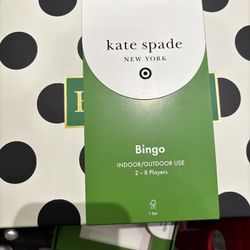 kate spade
NEW YORK
Bingo
INDOOR/OUTDOOR USE
2 – 8 Players
1 Set